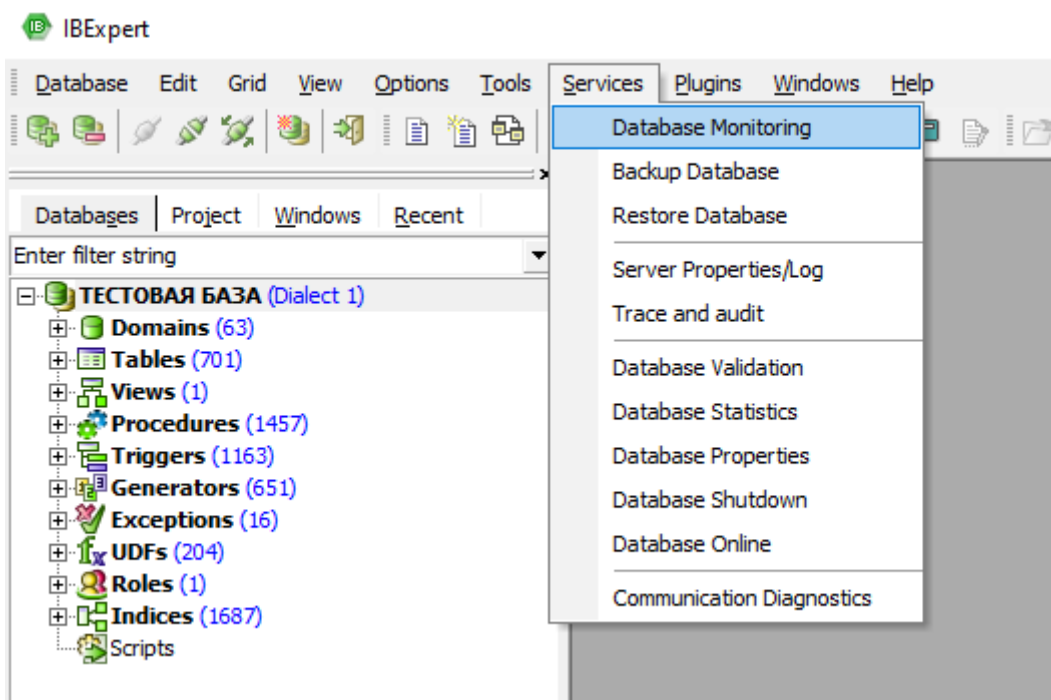 IBExpert
Database Edit Grid View Options Tools Services Plugins Windows Help
Database Monitoring
Backup Database
Restore Database
Server Properties/Log
Trace and audit
Database Validation
Database Statistics
Database Properties
Database Shutdown
Database Online
Communication Diagnostics
Databases Project Windows Recent
Enter filter string
ТЕСТОВАЯ БАЗА (Dialect 1)
Domains (63)
Tables (701)
Views (1)
Procedures (1457)
Triggers (1163)
Generators (651)
Exceptions (16)
UDFs (204)
Roles (1)
Indices (1687)
Scripts